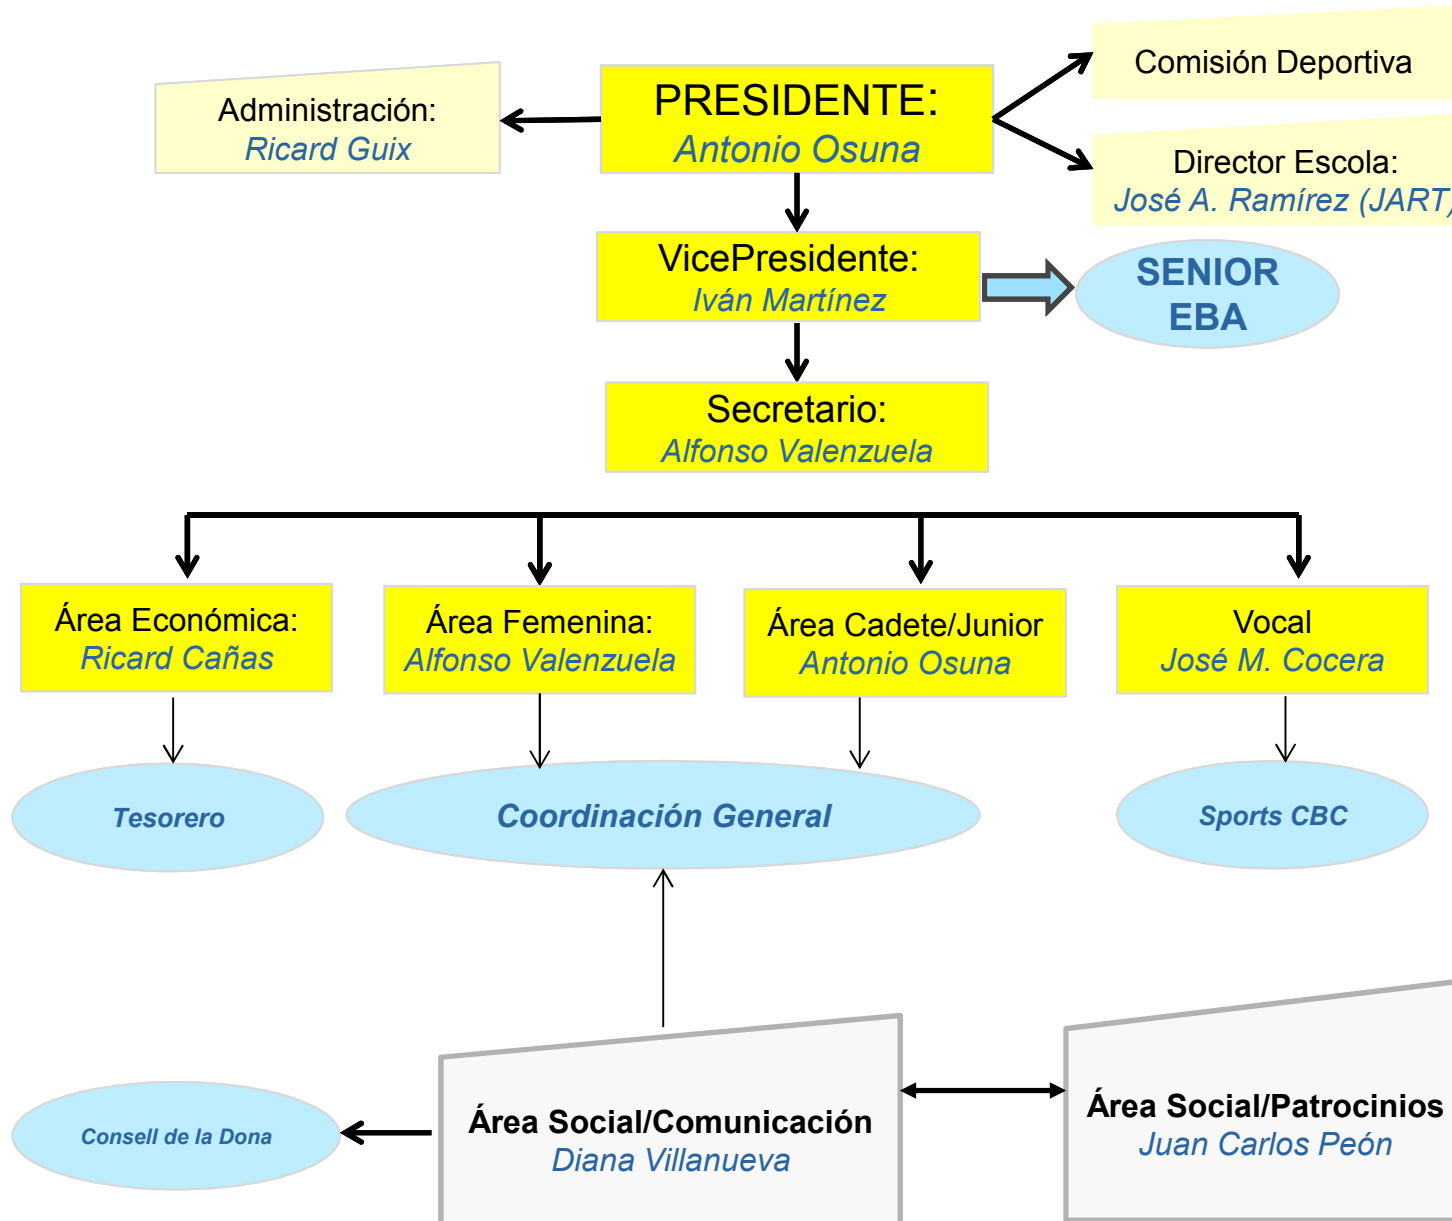 Comisión Deportiva
Administración:
Ricard Guix
PRESIDENTE:
Antonio Osuna
Director Escola:
José A. Ramírez (JART)
VicePresidente:
Iván Martínez
SENIOR
EBA
Secretario:
Alfonso Valenzuela
Área Económica:
Ricard Cañas
Área Femenina:
Alfonso Valenzuela
Área Cadete/Junior
Antonio Osuna
Vocal
José M. Cocera
Tesorero
Coordinación General
Sports CBC
Consell de la Dona
Área Social/Comunicación
Diana Villanueva
Área Social/Patrocinios
Juan Carlos Peón